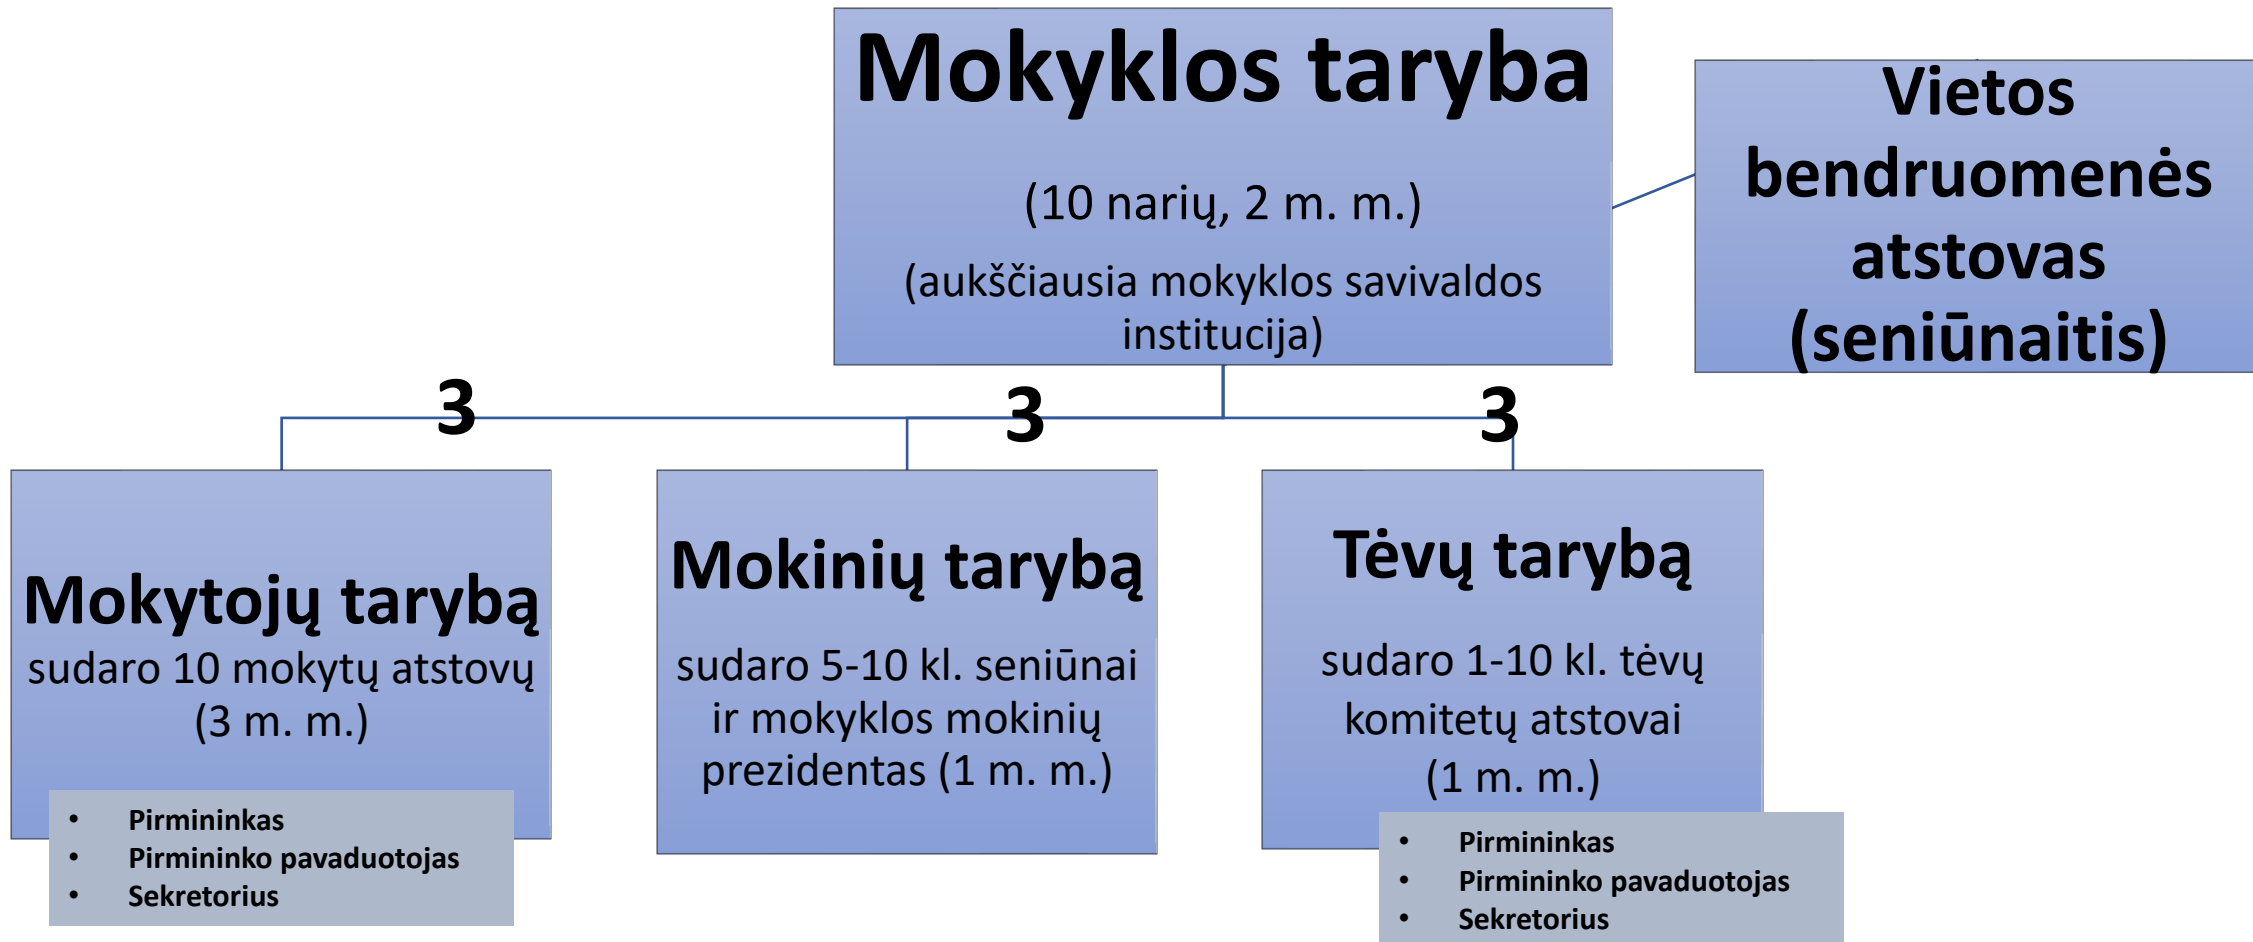 Mokyklos taryba
(10 narių, 2 m. m.)
(aukščiausia mokyklos savivaldos
institucija)
Vietos
bendruomenės
atstovas
(seniūnaitis)
3
3
3
Mokytojų tarybą
sudaro 10 mokytų atstovų
(3 m. m.)
• Pirmininkas
• Pirmininko pavaduotojas
• Sekretorius
Mokinių tarybą
sudaro 5-10 kl. seniūnai
ir mokyklos mokinių
prezidentas (1 m. m.)
Tėvų tarybą
sudaro 1-10 kl. tėvų
komitetų atstovai
(1 m. m.)
• Pirmininkas
• Pirmininko pavaduotojas
• Sekretorius